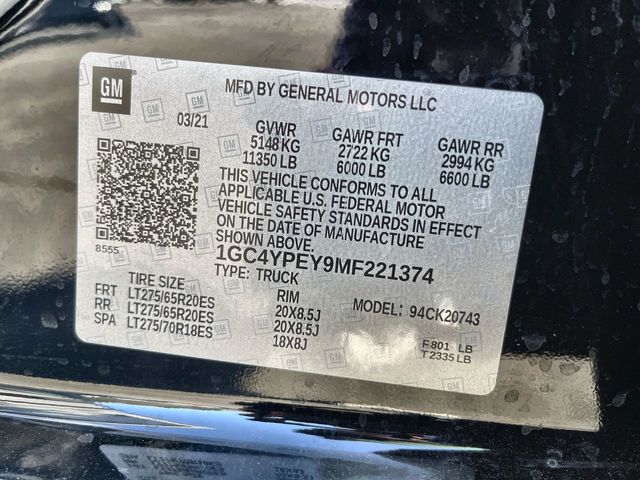 GM
MFD BY GENERAL MOTORS LLC
03/21
GVWR GAWR FRT GAWR RR
5148 KG 2722 KG 2994 KG
11350 LB 6000 LB 6600 LB
THIS VEHICLE CONFORMS TO ALL
APPLICABLE U.S. FEDERAL MOTOR
VEHICLE SAFETY STANDARDS IN EFFECT
ON THE DATE OF MANUFACTURE
SHOWN ABOVE.
8555
1GC4YPEY9MF221374
TYPE: TRUCK
TIRE SIZE RIM MODEL: 94CK20743
FRT LT275/65R20ES 20X8.5J
RR LT275/65R20ES 20X8.5J
SPA LT275/70R18ES 18X8J
F 801 LB
T 2335 LB